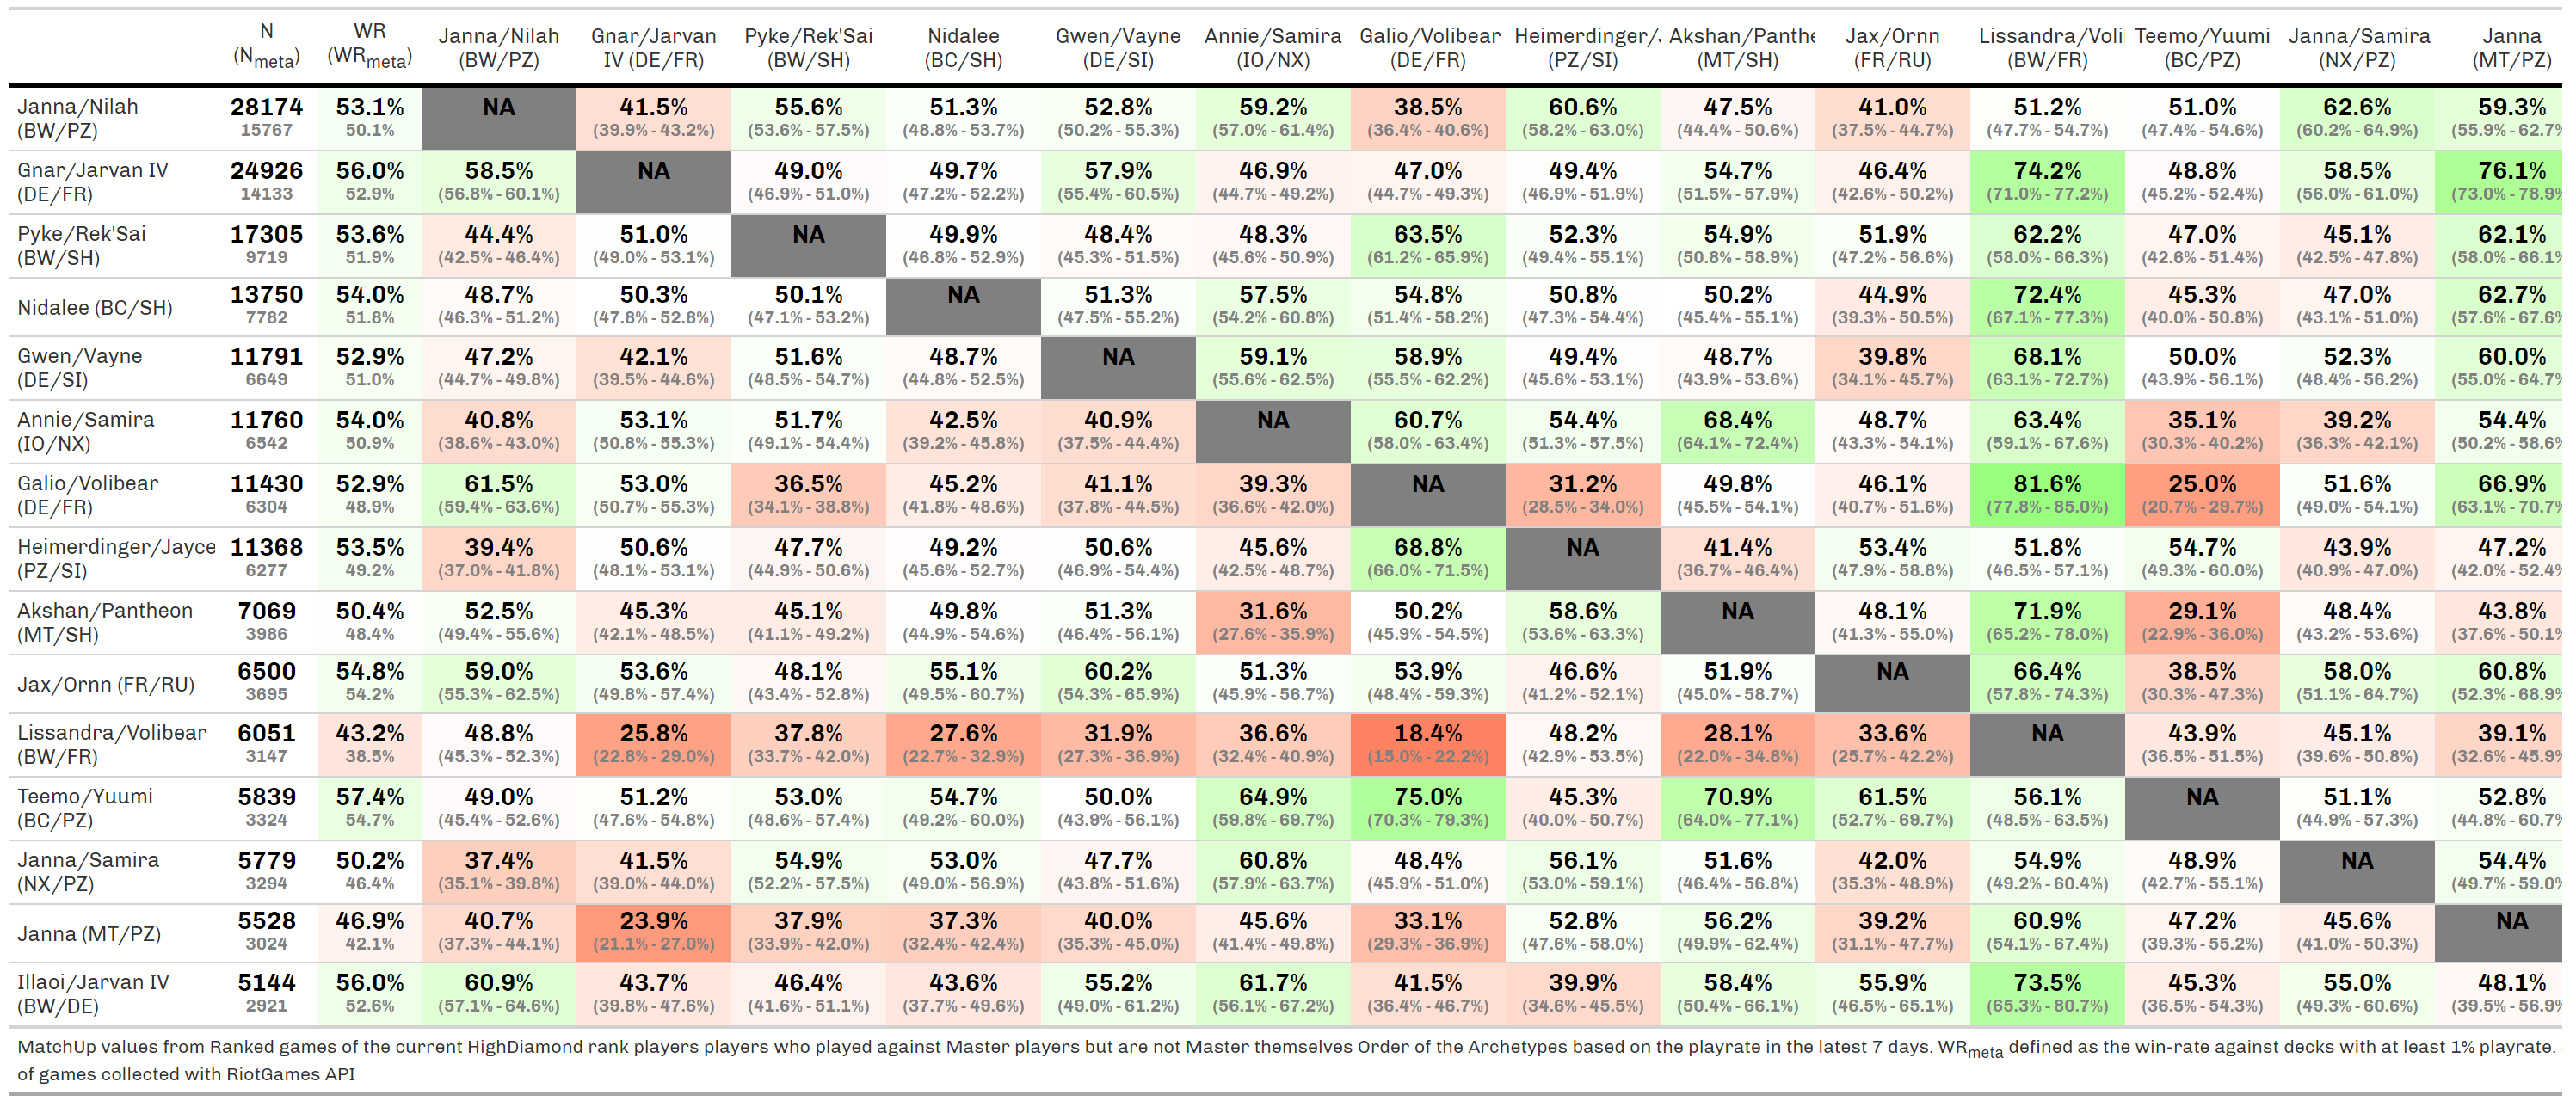 N WR Janna/Nilah Gnar/Jarvan Pyke/Rek'Sai Nidalee Gwen/Vayne Annie/Samira Galio/Volibear Heimerdinger/ Akshan/Panthe Jax/Ornn Lissandra/Voli Teemo/Yuumi Janna/Samira Janna
(Nmeta) (WRmeta) (BW/PZ) IV (DE/FR) (BW/SH) (BC/SH) (DE/SI) (IO/NX) (DE/FR) (PZ/SI) (MT/SH) (FR/RU) (BW/FR) (BC/PZ) (NX/PZ) (MT/PZ)
Janna/Nilah 28174 53.1% NA 41.5% 55.6% 51.3% 52.8% 59.2% 38.5% 60.6% 47.5% 41.0% 51.2% 51.0% 62.6% 59.3%
(BW/PZ) 15767 50.1% (39.9% - 43.2%) (53.6% - 57.5%) (48.8% - 53.7%) (50.2% - 55.3%) (57.0% - 61.4%) (36.4% - 40.6%) (58.2% - 63.0%) (44.4% - 50.6%) (37.5% - 44.7%) (47.7% - 54.7%) (47.4% - 54.6%) (60.2% - 64.9%) (55.9% - 62.7%
Gnar/Jarvan IV 24926 56.0% 58.5% NA 49.0% 49.7% 57.9% 46.9% 47.0% 49.4% 54.7% 46.4% 74.2% 48.8% 58.5% 76.1%
(DE/FR) 14133 52.9% (56.8% - 60.1%) (46.9% - 51.0%) (47.2% - 52.2%) (55.4% - 60.5%) (44.7% - 49.2%) (44.7% - 49.3%) (46.9% - 51.9%) (51.5% - 57.9%) (42.6% - 50.2%) (71.0% - 77.2%) (45.2% - 52.4%) (56.0% - 61.0%) (73.0% - 78.9%
Pyke/Rek'Sai 17305 53.6% 44.4% 51.0% NA 49.9% 48.4% 48.3% 63.5% 52.3% 54.9% 51.9% 62.2% 47.0% 45.1% 62.1%
(BW/SH) 9719 51.9% (42.5% - 46.4%) (49.0% - 53.1%) (46.8% - 52.9%) (45.3% - 51.5%) (45.6% - 50.9%) (61.2% - 65.9%) (49.4% - 55.1%) (50.8% - 58.9%) (47.2% - 56.6%) (58.0% - 66.3%) (42.6% - 51.4%) (42.5% - 47.8%) (58.0% - 66.1%
Nidalee (BC/SH) 13750 54.0% 48.7% 50.3% 50.1% NA 51.3% 57.5% 54.8% 50.8% 50.2% 44.9% 72.4% 45.3% 47.0% 62.7%
7782 51.8% (46.3% - 51.2%) (47.8% - 52.8%) (47.1% - 53.2%) (47.5% - 55.2%) (54.2% - 60.8%) (51.4% - 58.2%) (47.3% - 54.4%) (45.4% - 55.1%) (39.3% - 50.5%) (67.1% - 77.3%) (40.0% - 50.8%) (43.1% - 51.0%) (57.6% - 67.6%
Gwen/Vayne 11791 52.9% 47.2% 42.1% 51.6% 48.7% NA 59.1% 58.9% 49.4% 48.7% 39.8% 68.1% 50.0% 52.3% 60.0%
(DE/SI) 6649 51.0% (44.7% - 49.8%) (39.5% - 44.6%) (48.5% - 54.7%) (44.8% - 52.5%) (55.6% - 62.5%) (55.5% - 62.2%) (45.6% - 53.1%) (43.9% - 53.6%) (34.1% - 45.7%) (63.1% - 72.7%) (43.9% - 56.1%) (48.4% - 56.2%) (55.0% - 64.7%
Annie/Samira 11760 54.0% 40.8% 53.1% 51.7% 42.5% 40.9% NA 60.7% 54.4% 68.4% 48.7% 63.4% 35.1% 39.2% 54.4%
(IO/NX) 6542 50.9% (38.6% - 43.0%) (50.8% - 55.3%) (49.1% - 54.4%) (39.2% - 45.8%) (37.5% - 44.4%) (58.0% - 63.4%) (51.3% - 57.5%) (64.1% - 72.4%) (43.3% - 54.1%) (59.1% - 67.6%) (30.3% - 40.2%) (36.3% - 42.1%) (50.2% - 58.6%
Galio/Volibear 11430 52.9% 61.5% 53.0% 36.5% 45.2% 41.1% 39.3% NA 31.2% 49.8% 46.1% 81.6% 25.0% 51.6% 66.9%
(DE/FR) 6304 48.9% (59.4% - 63.6%) (50.7% - 55.3%) (34.1% - 38.8%) (41.8% - 48.6%) (37.8% - 44.5%) (36.6% - 42.0%) (28.5% - 34.0%) (45.5% - 54.1%) (40.7% - 51.6%) (77.8% - 85.0%) (20.7% - 29.7%) (49.0% - 54.1%) (63.1% - 70.7%
Heimerdinger/Jayce 11368 53.5% 39.4% 50.6% 47.7% 49.2% 50.6% 45.6% 68.8% NA 41.4% 53.4% 51.8% 54.7% 43.9% 47.2%
(PZ/SI) 6277 49.2% (37.0% - 41.8%) (48.1% - 53.1%) (44.9% - 50.6%) (45.6% - 52.7%) (46.9% - 54.4%) (42.5% - 48.7%) (66.0% - 71.5%) (36.7% - 46.4%) (47.9% - 58.8%) (46.5% - 57.1%) (49.3% - 60.0%) (40.9% - 47.0%) (42.0% - 52.4%
Akshan/Pantheon 7069 50.4% 52.5% 45.3% 45.1% 49.8% 51.3% 31.6% 50.2% 58.6% NA 48.1% 71.9% 29.1% 48.4% 43.8%
(MT/SH) 3986 48.4% (49.4% - 55.6%) (42.1% - 48.5%) (41.1% - 49.2%) (44.9% - 54.6%) (46.4% - 56.1%) (27.6% - 35.9%) (45.9% - 54.5%) (53.6% - 63.3%) (41.3% - 55.0%) (65.2% - 78.0%) (22.9% - 36.0%) (43.2% - 53.6%) (37.6% - 50.1%
Jax/Ornn (FR/RU) 6500 54.8% 59.0% 53.6% 48.1% 55.1% 60.2% 51.3% 53.9% 46.6% 51.9% NA 66.4% 38.5% 58.0% 60.8%
3695 54.2% (55.3% - 62.5%) (49.8% - 57.4%) (43.4% - 52.8%) (49.5% - 60.7%) (54.3% - 65.9%) (45.9% - 56.7%) (48.4% - 59.3%) (41.2% - 52.1%) (45.0% - 58.7%) (57.8% - 74.3%) (30.3% - 47.3%) (51.1% - 64.7%) (52.3% - 68.9%
Lissandra/Volibear 6051 43.2% 48.8% 25.8% 37.8% 27.6% 31.9% 36.6% 18.4% 48.2% 28.1% 33.6% NA 43.9% 45.1% 39.1%
(BW/FR) 3147 38.5% (45.3% - 52.3%) (22.8% - 29.0%) (33.7% - 42.0%) (22.7% - 32.9%) (27.3% - 36.9%) (32.4% - 40.9%) (15.0% - 22.2%) (42.9% - 53.5%) (22.0% - 34.8%) (25.7% - 42.2%) (36.5% - 51.5%) (39.6% - 50.8%) (32.6% - 45.9%
Teemo/Yuumi 5839 57.4% 49.0% 51.2% 53.0% 54.7% 50.0% 64.9% 75.0% 45.3% 70.9% 61.5% 56.1% NA 51.1% 52.8%
(BC/PZ) 3324 54.7% (45.4% - 52.6%) (47.6% - 54.8%) (48.6% - 57.4%) (49.2% - 60.0%) (43.9% - 56.1%) (59.8% - 69.7%) (70.3% - 79.3%) (40.0% - 50.7%) (64.0% - 77.1%) (52.7% - 69.7%) (48.5% - 63.5%) (44.9% - 57.3%) (44.8% - 60.7%
Janna/Samira 5779 50.2% 37.4% 41.5% 54.9% 53.0% 47.7% 60.8% 48.4% 56.1% 51.6% 42.0% 54.9% 48.9% NA 54.4%
(NX/PZ) 3294 46.4% (35.1% - 39.8%) (39.0% - 44.0%) (52.2% - 57.5%) (49.0% - 56.9%) (43.8% - 51.6%) (57.9% - 63.7%) (45.9% - 51.0%) (53.0% - 59.1%) (46.4% - 56.8%) (35.3% - 48.9%) (49.2% - 60.4%) (42.7% - 55.1%) (49.7% - 59.0%
Janna (MT/PZ) 5528 46.9% 40.7% 23.9% 37.9% 37.3% 40.0% 45.6% 33.1% 52.8% 56.2% 39.2% 60.9% 47.2% 45.6% NA
3024 42.1% (37.3% - 44.1%) (21.1% - 27.0%) (33.9% - 42.0%) (32.4% - 42.4%) (35.3% - 45.0%) (41.4% - 49.8%) (29.3% - 36.9%) (47.6% - 58.0%) (49.9% - 62.4%) (31.1% - 47.7%) (54.1% - 67.4%) (39.3% - 55.2%) (41.0% - 50.3%)
Illaoi/Jarvan IV 5144 56.0% 60.9% 43.7% 46.4% 43.6% 55.2% 61.7% 41.5% 39.9% 58.4% 55.9% 73.5% 45.3% 55.0% 48.1%
(BW/DE) 2921 52.6% (57.1% - 64.6%) (39.8% - 47.6%) (41.6% - 51.1%) (37.7% - 49.6%) (49.0% - 61.2%) (56.1% - 67.2%) (36.4% - 46.7%) (34.6% - 45.5%) (50.4% - 66.1%) (46.5% - 65.1%) (65.3% - 80.7%) (36.5% - 54.3%) (49.3% - 60.6%) (39.5% - 56.9%
MatchUp values from Ranked games of the current HighDiamond rank players players who played against Master players but are not Master themselves Order of the Archetypes based on the playrate in the latest 7 days. WRmeta defined as the win-rate against decks with at least 1% playrate.
of games collected with RiotGames API